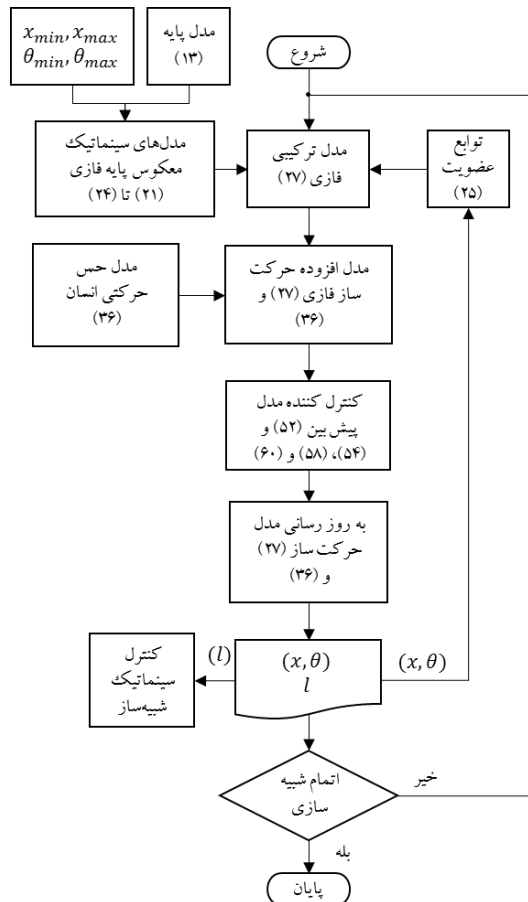 شروع
مدل پایه
(۱۳)
x_min, x_max
θ_min, θ_max
توابع
عضویت
(۲۵)
مدل ترکیبی
فازی (۲۷)
مدل‌های سینماتیک
معکوس پایه فازی
(۲۱) تا (۲۴)
مدل افزوده حرکت
ساز فازی (۲۷) و
(۳۶)
مدل حس
حرکتی انسان
(۳۶)
کنترل کننده مدل
پیش بین (۵۲) و
(۵۴)، (۵۸) و (۶۰)
به روز رسانی مدل
حرکت ساز (۲۷)
و (۳۶)
(x, θ)
(x, θ)
l
(l)
کنترل
سینماتیک
شبیه‌ساز
اتمام شبیه
سازی
خیر
بله
پایان